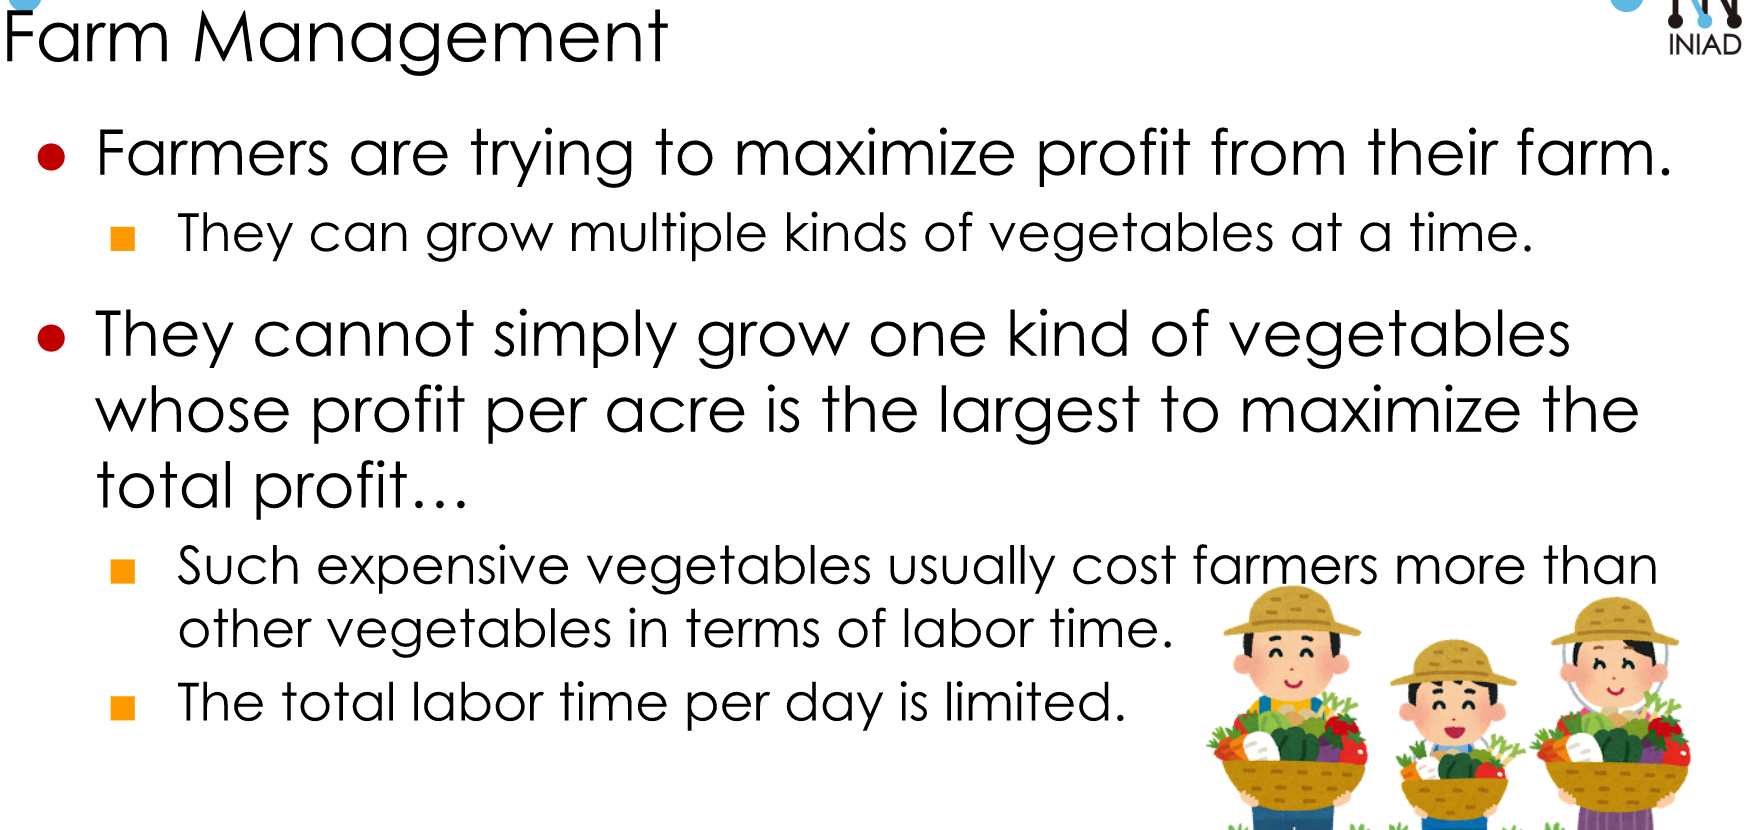 Farm Management
INIAD
● Farmers are trying to maximize profit from their farm.
■ They can grow multiple kinds of vegetables at a time.
● They cannot simply grow one kind of vegetables
whose profit per acre is the largest to maximize the
total profit…
■ Such expensive vegetables usually cost farmers more than
other vegetables in terms of labor time.
■ The total labor time per day is limited.